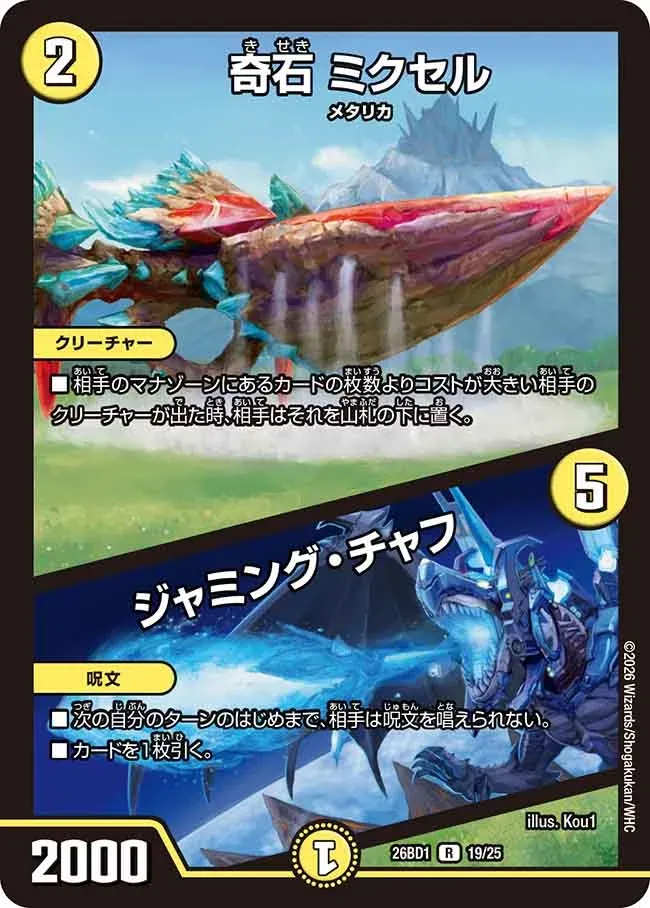 2
奇石 ミクセル
メタリカ
クリーチャー
■相手のマナゾーンにあるカードの枚数よりコストが大きい相手の
クリーチャーが出た時、相手はそれを山札の下に置く。
5
ジャミング・チャフ
呪文
■次の自分のターンのはじめまで、相手は呪文を唱えられない。
■カードを1枚引く。
illus. Kou1
2000
1
26BD1 R 19/25
©2026 Wizards/Shogakukan/WHC